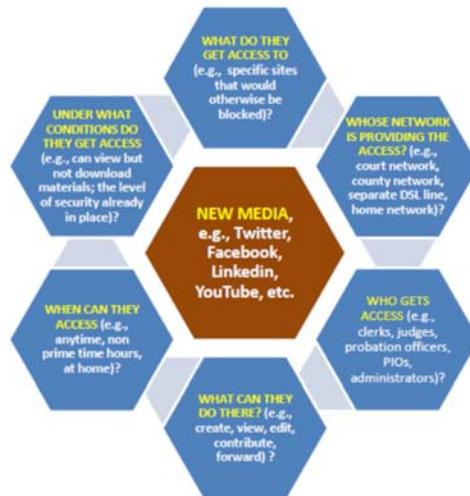 WHAT DO THEY
GET ACCESS TO
(e.g., specific sites
that would
otherwise be
blocked)?
WHOSE NETWORK
IS PROVIDING THE
ACCESS? (e.g.,
court network,
county network,
separate DSL line,
home network)?
WHO GETS
ACCESS (e.g.,
clerks, judges,
probation officers,
PIOs,
administrators)?
WHAT CAN THEY
DO THERE? (e.g.,
create, view, edit,
contribute,
forward) ?
WHEN CAN THEY
ACCESS (e.g.,
anytime, non
prime time hours,
at home)?
UNDER WHAT
CONDITIONS DO
THEY GET ACCESS
(e.g., can view but
not download
materials; the level
of security already
in place)?
NEW MEDIA,
e.g., Twitter,
Facebook,
Linkedin,
YouTube, etc.